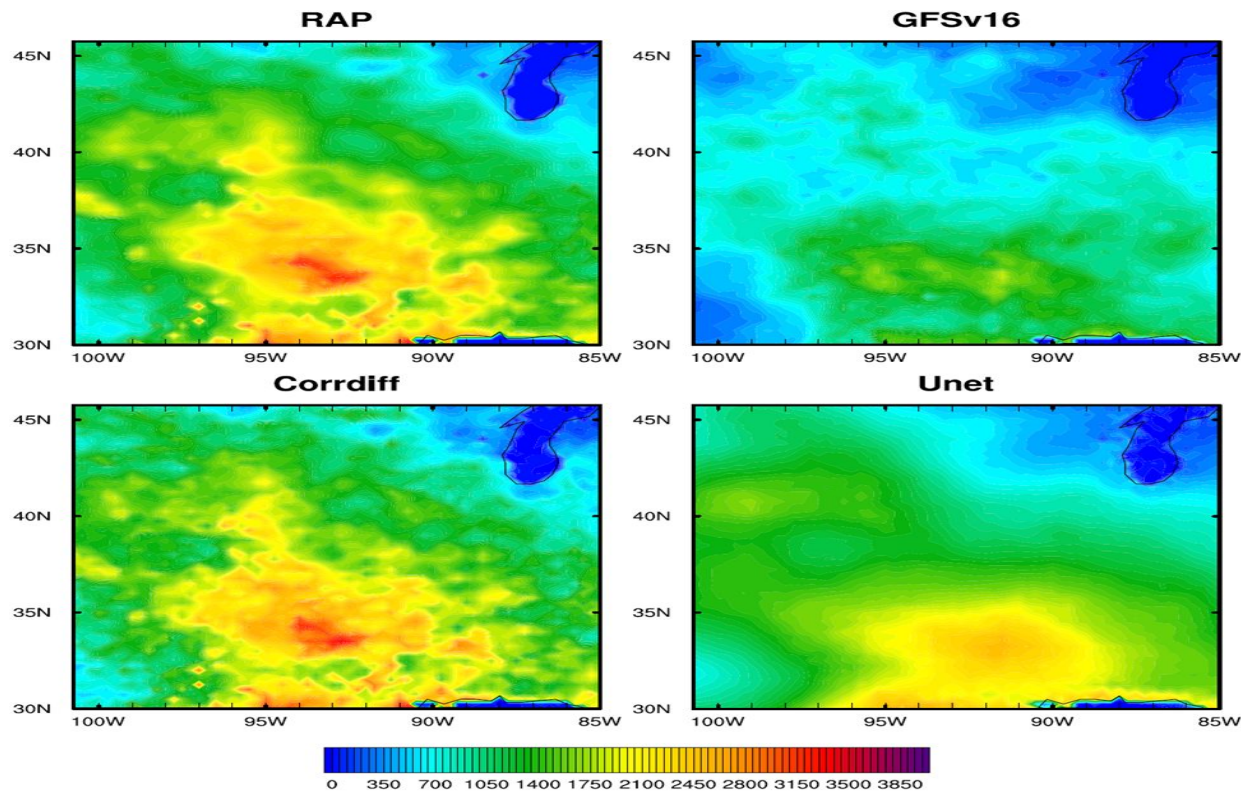 RAP GFSv16
45N 45N
40N 40N
35N 35N
30N 30N
100W 95W 90W 85W 100W 95W 90W 85W
Corrdiff Unet
45N 45N
40N 40N
35N 35N
30N 30N
100W 95W 90W 85W 100W 95W 90W 85W
0 350 700 1050 1400 1750 2100 2450 2800 3150 3500 3850